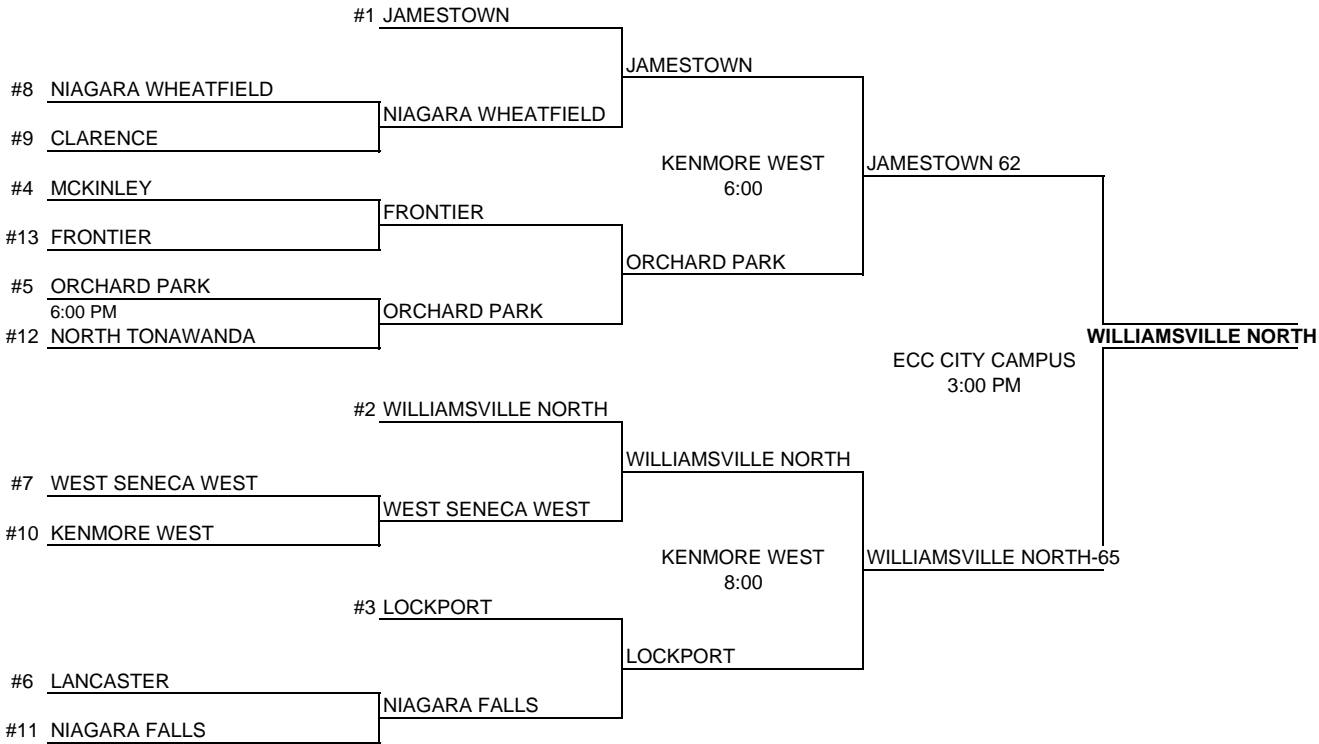 #1 JAMESTOWN
JAMESTOWN
#8 NIAGARA WHEATFIELD
NIAGARA WHEATFIELD
#9 CLARENCE
KENMORE WEST
6:00
JAMESTOWN 62
#4 MCKINLEY
FRONTIER
#13 FRONTIER
ORCHARD PARK
#5 ORCHARD PARK
6:00 PM
ORCHARD PARK
#12 NORTH TONAWANDA
WILLIAMSVILLE NORTH
ECC CITY CAMPUS
3:00 PM
#2 WILLIAMSVILLE NORTH
WILLIAMSVILLE NORTH
#7 WEST SENECA WEST
WEST SENECA WEST
#10 KENMORE WEST
KENMORE WEST
8:00
WILLIAMSVILLE NORTH-65
#3 LOCKPORT
LOCKPORT
#6 LANCASTER
NIAGARA FALLS
#11 NIAGARA FALLS